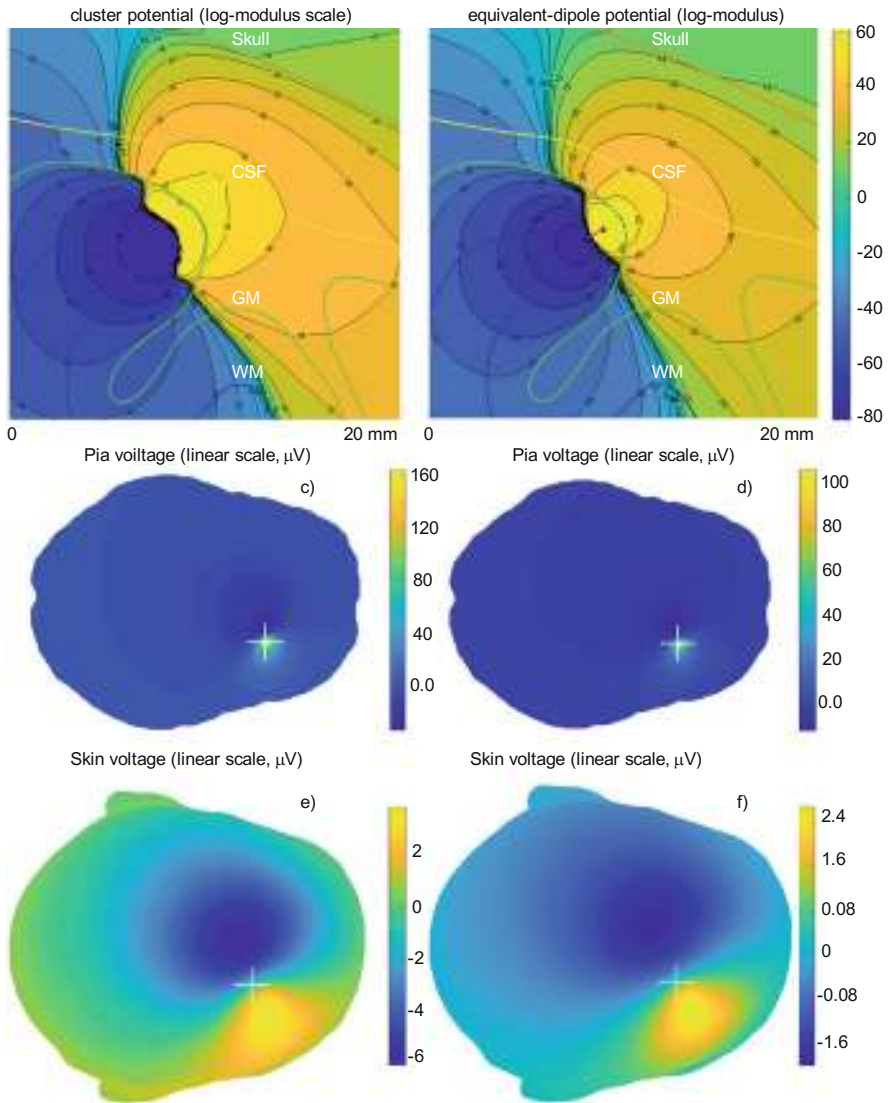 cluster potential (log-modulus scale)
equivalent-dipole potential (log-modulus)
Skull
CSF
GM
WM
0
20 mm
Skull
CSF
GM
WM
0
20 mm
60
40
20
0
-20
-40
-60
-80
Pia voiltage (linear scale, μV)
c)
160
120
80
40
0.0
Pia voltage (linear scale, μV)
d)
100
80
60
40
20
0.0
Skin voltage (linear scale, μV)
e)
2
0
-2
-4
-6
Skin voltage (linear scale, μV)
f)
2.4
1.6
0.08
0
-0.08
-1.6